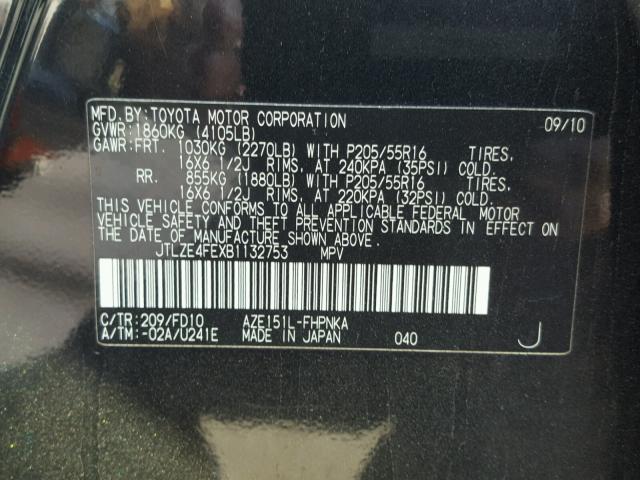 MFD.BY:TOYOTA MOTOR CORPORATION 09/10
GVWR:1860KG (4105LB)
GAWR:FRT. 1030KG (2270LB) WITH P205/55R16 TIRES,
16X6 1/2J RIMS, AT 240KPA (35PSI) COLD.
RR. 855KG (1880LB) WITH P205/55R16 TIRES,
16X6 1/2J RIMS, AT 220KPA (32PSI) COLD.
THIS VEHICLE CONFORMS TO ALL APPLICABLE FEDERAL MOTOR
VEHICLE SAFETY AND THEFT PREVENTION STANDARDS IN EFFECT ON
THE DATE OF MANUFACTURE SHOWN ABOVE.
JTLZE4FEXB1132753 MPV
C/TR:209/FD10 AZE151L-FHPNKA
A/TM:-02A/U241E MADE IN JAPAN 040 J